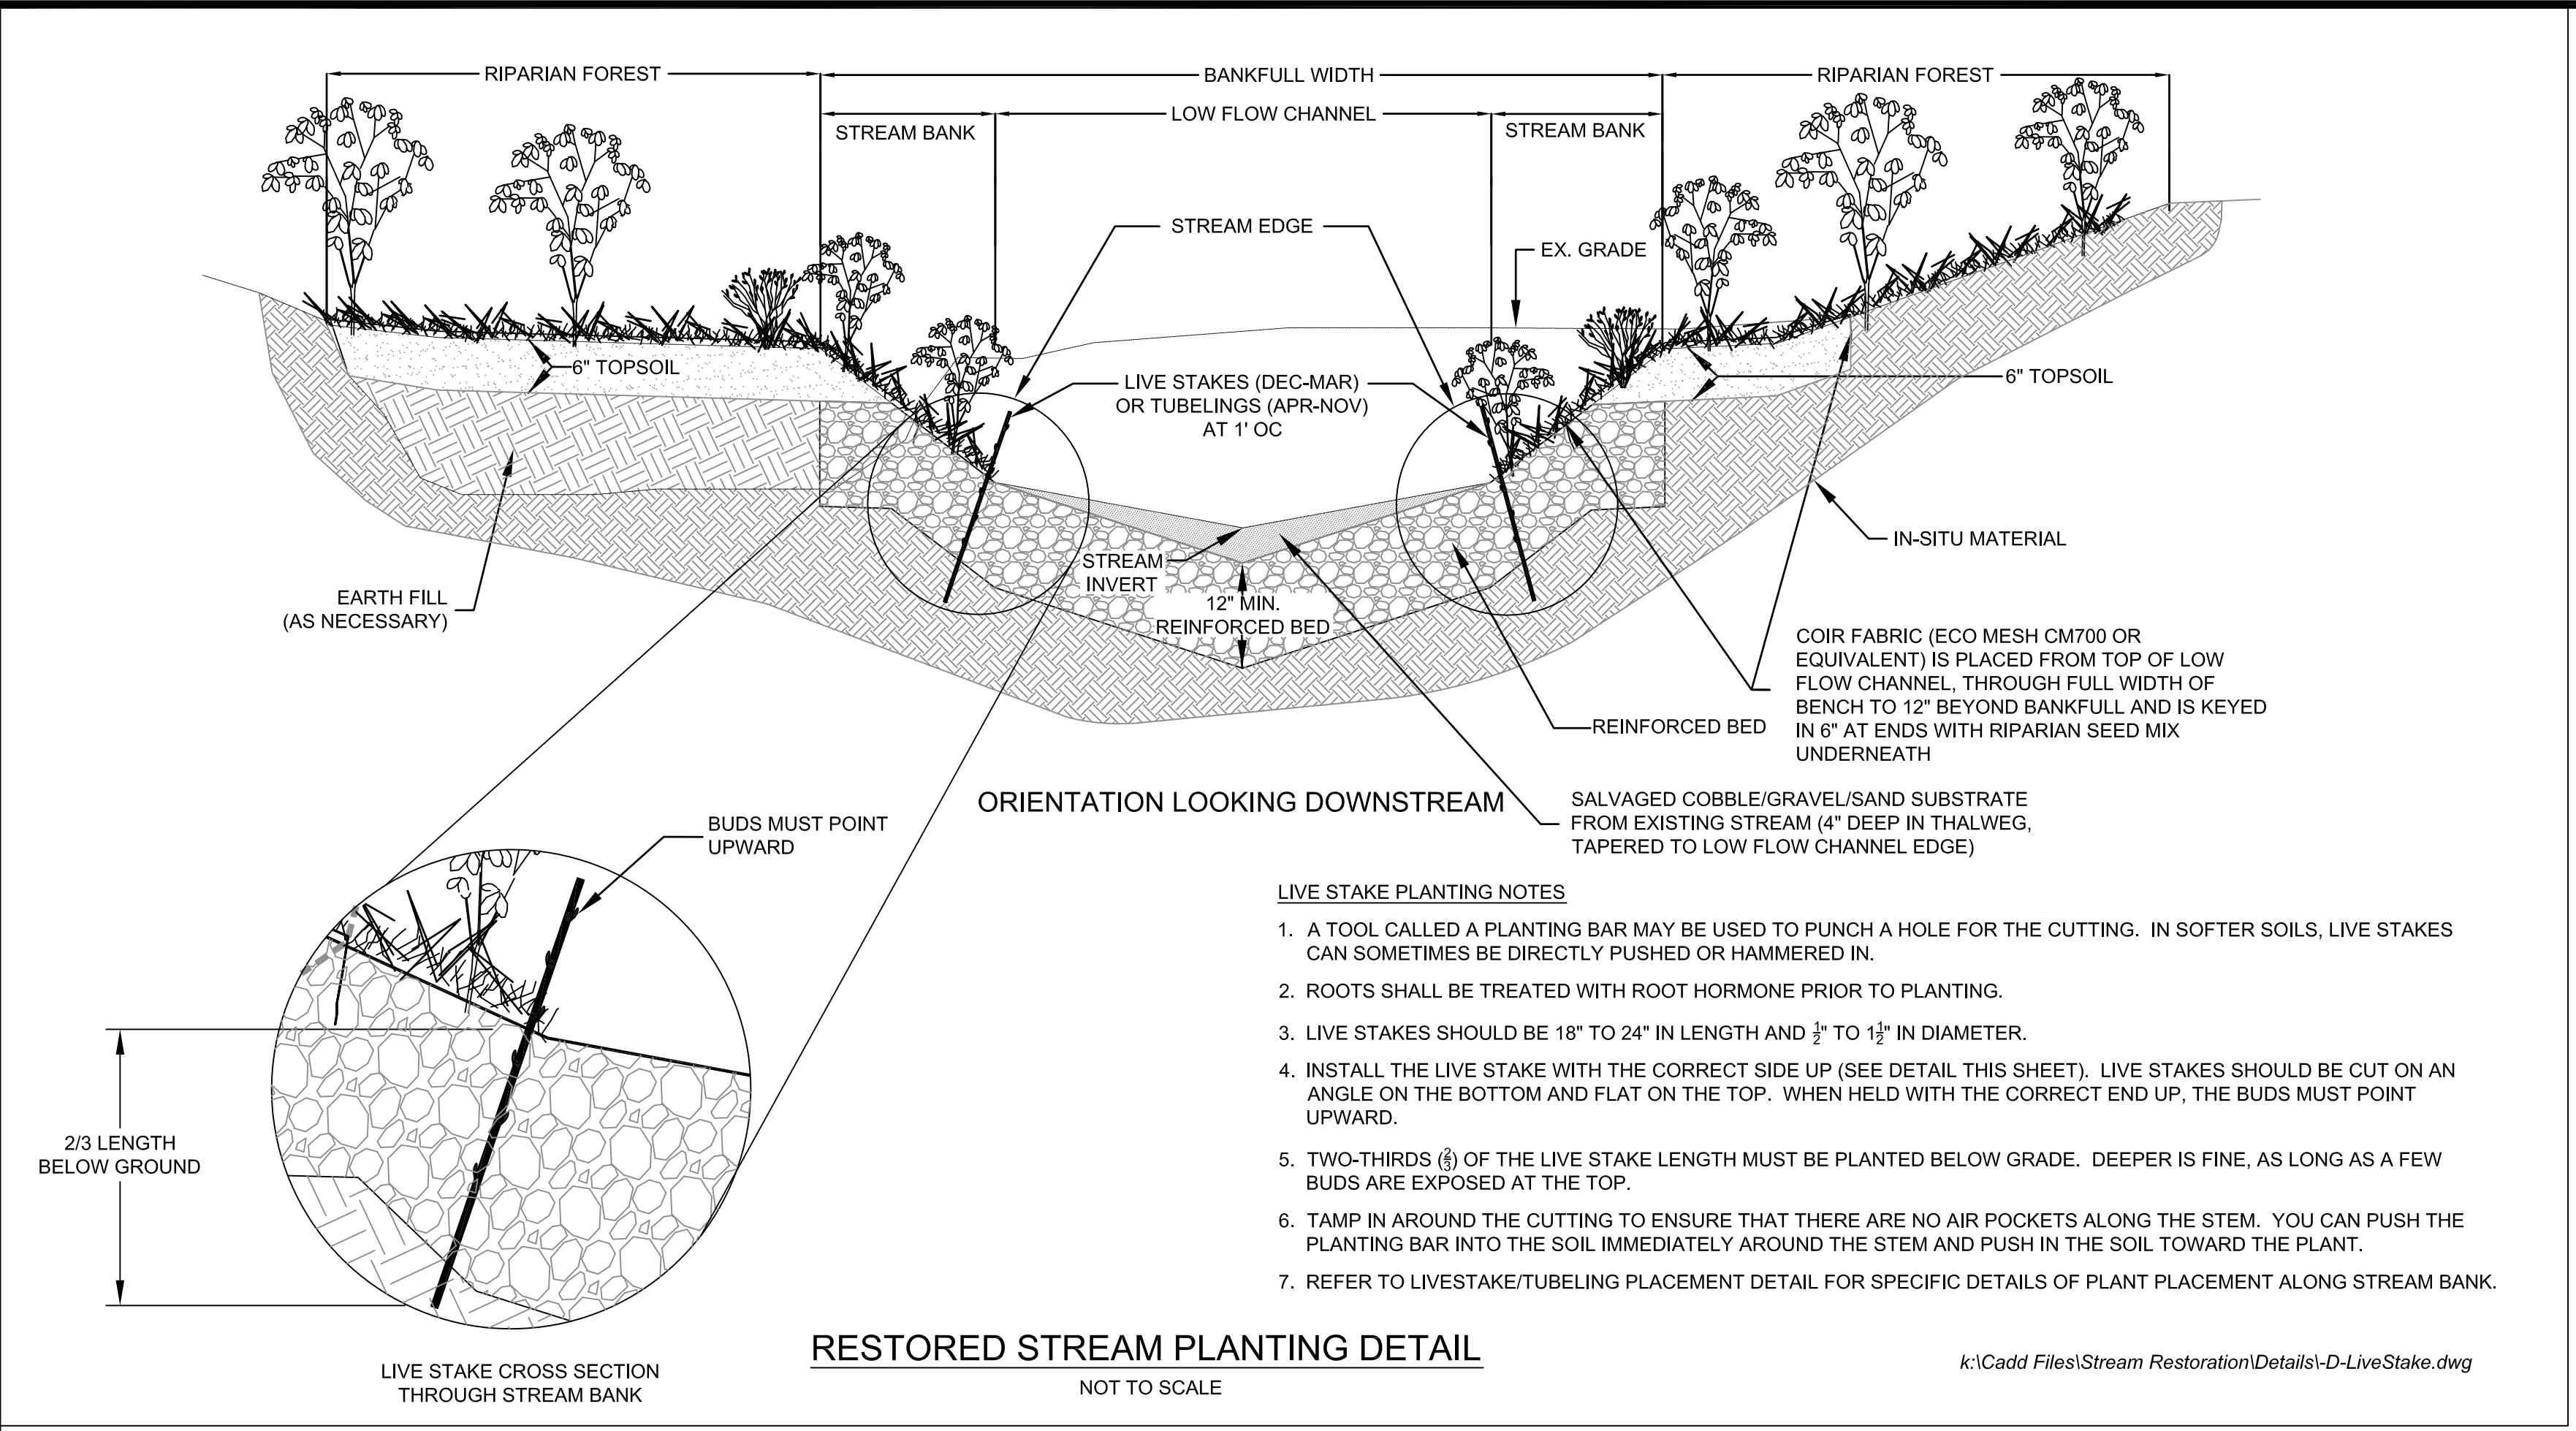 RIPARIAN FOREST
BANKFULL WIDTH
RIPARIAN FOREST
STREAM BANK
LOW FLOW CHANNEL
STREAM BANK
STREAM EDGE
EX. GRADE
6" TOPSOIL
LIVE STAKES (DEC-MAR)
OR TUBELINGS (APR-NOV)
AT 1' OC
6" TOPSOIL
IN-SITU MATERIAL
STREAM
INVERT
EARTH FILL
(AS NECESSARY)
12" MIN.
REINFORCED BED
COIR FABRIC (ECO MESH CM700 OR
EQUIVALENT) IS PLACED FROM TOP OF LOW
FLOW CHANNEL, THROUGH FULL WIDTH OF
BENCH TO 12" BEYOND BANKFULL AND IS KEYED
IN 6" AT ENDS WITH RIPARIAN SEED MIX
UNDERNEATH
REINFORCED BED
ORIENTATION LOOKING DOWNSTREAM
SALVAGED COBBLE/GRAVEL/SAND SUBSTRATE
FROM EXISTING STREAM (4" DEEP IN THALWEG,
TAPERED TO LOW FLOW CHANNEL EDGE)
BUDS MUST POINT
UPWARD
2/3 LENGTH
BELOW GROUND
LIVE STAKE CROSS SECTION
THROUGH STREAM BANK
LIVE STAKE PLANTING NOTES
1. A TOOL CALLED A PLANTING BAR MAY BE USED TO PUNCH A HOLE FOR THE CUTTING. IN SOFTER SOILS, LIVE STAKES
CAN SOMETIMES BE DIRECTLY PUSHED OR HAMMERED IN.
2. ROOTS SHALL BE TREATED WITH ROOT HORMONE PRIOR TO PLANTING.
3. LIVE STAKES SHOULD BE 18" TO 24" IN LENGTH AND 1/2" TO 1 1/2" IN DIAMETER.
4. INSTALL THE LIVE STAKE WITH THE CORRECT SIDE UP (SEE DETAIL THIS SHEET). LIVE STAKES SHOULD BE CUT ON AN
ANGLE ON THE BOTTOM AND FLAT ON THE TOP. WHEN HELD WITH THE CORRECT END UP, THE BUDS MUST POINT
UPWARD.
5. TWO-THIRDS (2/3) OF THE LIVE STAKE LENGTH MUST BE PLANTED BELOW GRADE. DEEPER IS FINE, AS LONG AS A FEW
BUDS ARE EXPOSED AT THE TOP.
6. TAMP IN AROUND THE CUTTING TO ENSURE THAT THERE ARE NO AIR POCKETS ALONG THE STEM. YOU CAN PUSH THE
PLANTING BAR INTO THE SOIL IMMEDIATELY AROUND THE STEM AND PUSH IN THE SOIL TOWARD THE PLANT.
7. REFER TO LIVESTAKE/TUBELING PLACEMENT DETAIL FOR SPECIFIC DETAILS OF PLANT PLACEMENT ALONG STREAM BANK.
RESTORED STREAM PLANTING DETAIL
NOT TO SCALE
k:\Cadd Files\Stream Restoration\Details\-D-LiveStake.dwg